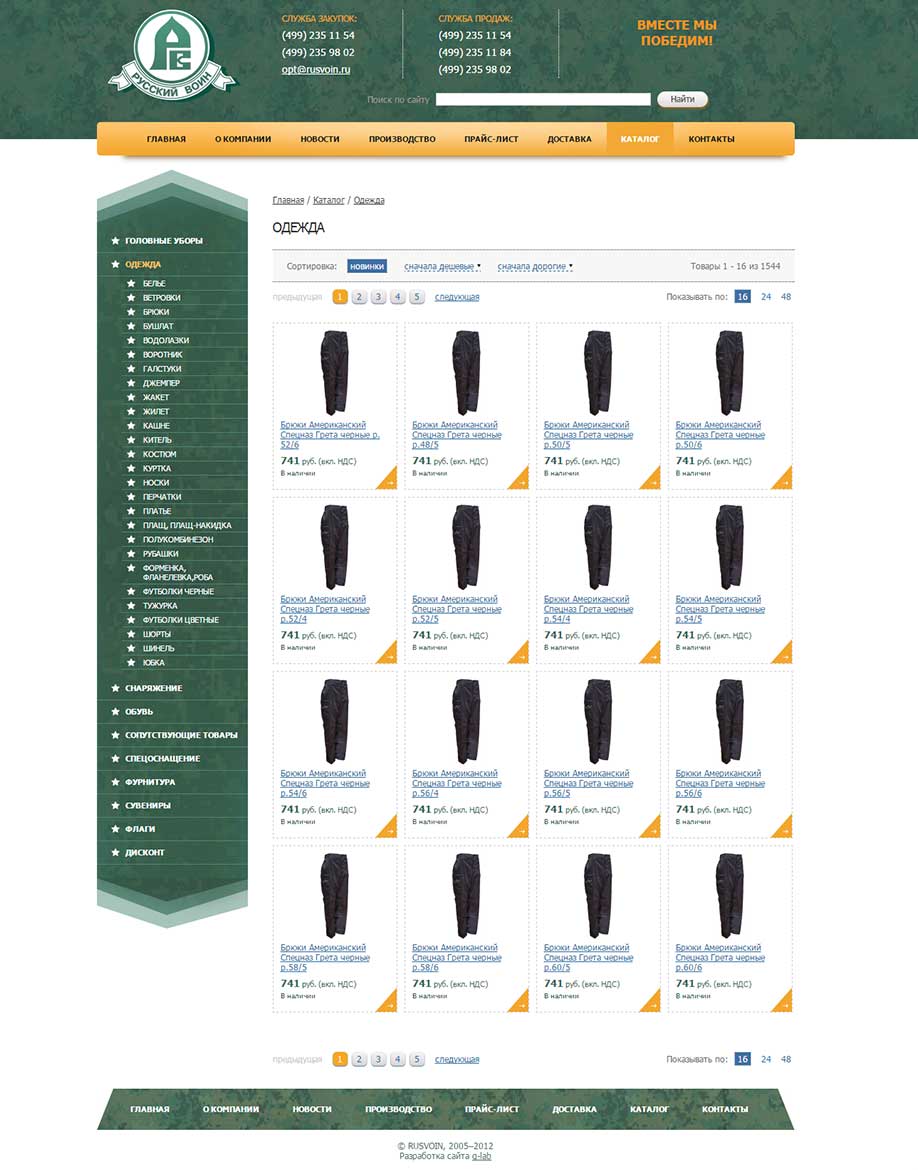 РУССКИЙ ВОИН
СЛУЖБА ЗАКУПОК:
(499) 235 11 54
(499) 235 98 02
opt@rusvoin.ru
СЛУЖБА ПРОДАЖ:
(499) 235 11 54
(499) 235 11 84
(499) 235 98 02
ВМЕСТЕ МЫ
ПОБЕДИМ!
Поиск по сайту Найти
ГЛАВНАЯ О КОМПАНИИ НОВОСТИ ПРОИЗВОДСТВО ПРАЙС-ЛИСТ ДОСТАВКА КАТАЛОГ КОНТАКТЫ
ГОЛОВНЫЕ УБОРЫ
ОДЕЖДА
БЕЛЬЕ
ВЕТРОВКИ
БРЮКИ
БУШЛАТ
ВОДОЛАЗКИ
ВОРОТНИК
ГАЛСТУКИ
ДЖЕМПЕР
ЖАКЕТ
ЖИЛЕТ
КАШНЕ
КИТЕЛЬ
КОСТЮМ
КУРТКА
НОСКИ
ПЕРЧАТКИ
ПЛАТЬЕ
ПЛАЩ, ПЛАЩ-НАКИДКА
ПОЛУКОМБИНЕЗОН
РУБАШКИ
ФОРМЕНКА,
ФЛАНЕЛЕВКА,РОБА
ФУТБОЛКИ ЧЕРНЫЕ
ТУЖУРКА
ФУТБОЛКИ ЦВЕТНЫЕ
ШОРТЫ
ШИНЕЛЬ
ЮБКА
СНАРЯЖЕНИЕ
ОБУВЬ
СОПУТСТВУЮЩИЕ ТОВАРЫ
СПЕЦОСНАЩЕНИЕ
ФУРНИТУРА
СУВЕНИРЫ
ФЛАГИ
ДИСКОНТ
Главная / Каталог / Одежда
ОДЕЖДА
Сортировка: НОВИНКИ сначала дешевые сначала дорогие Товары 1 - 16 из 1544
предыдущая 1 2 3 4 5 следующая Показывать по: 16 24 48
Брюки Американский
Спецназ Грета черные р.
52/6
741 руб. (вкл. НДС)
В наличии
Брюки Американский
Спецназ Грета черные
р.48/5
741 руб. (вкл. НДС)
В наличии
Брюки Американский
Спецназ Грета черные
р.50/5
741 руб. (вкл. НДС)
В наличии
Брюки Американский
Спецназ Грета черные
р.50/6
741 руб. (вкл. НДС)
В наличии
Брюки Американский
Спецназ Грета черные
р.52/4
741 руб. (вкл. НДС)
В наличии
Брюки Американский
Спецназ Грета черные
р.52/5
741 руб. (вкл. НДС)
В наличии
Брюки Американский
Спецназ Грета черные
р.54/4
741 руб. (вкл. НДС)
В наличии
Брюки Американский
Спецназ Грета черные
р.54/5
741 руб. (вкл. НДС)
В наличии
Брюки Американский
Спецназ Грета черные
р.54/6
741 руб. (вкл. НДС)
В наличии
Брюки Американский
Спецназ Грета черные
р.56/4
741 руб. (вкл. НДС)
В наличии
Брюки Американский
Спецназ Грета черные
р.56/5
741 руб. (вкл. НДС)
В наличии
Брюки Американский
Спецназ Грета черные
р.56/6
741 руб. (вкл. НДС)
В наличии
Брюки Американский
Спецназ Грета черные
р.58/5
741 руб. (вкл. НДС)
В наличии
Брюки Американский
Спецназ Грета черные
р.58/6
741 руб. (вкл. НДС)
В наличии
Брюки Американский
Спецназ Грета черные
р.60/5
741 руб. (вкл. НДС)
В наличии
Брюки Американский
Спецназ Грета черные
р.60/6
741 руб. (вкл. НДС)
В наличии
предыдущая 1 2 3 4 5 следующая Показывать по: 16 24 48
ГЛАВНАЯ О КОМПАНИИ НОВОСТИ ПРОИЗВОДСТВО ПРАЙС-ЛИСТ ДОСТАВКА КАТАЛОГ КОНТАКТЫ
© RUSVOIN, 2005–2012
Разработка сайта q-lab